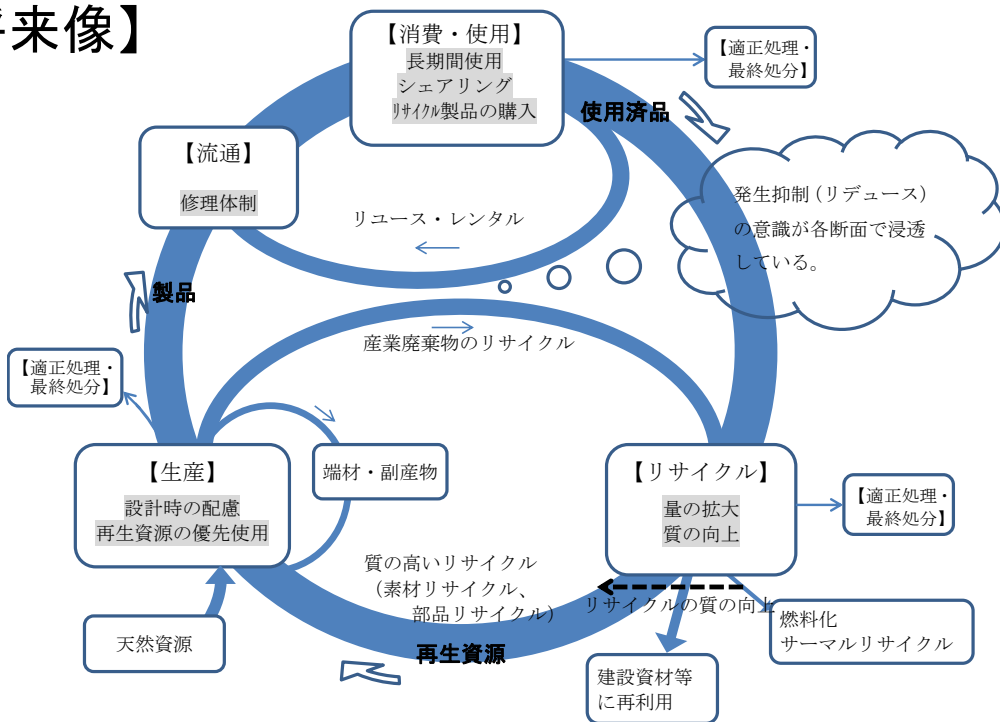 来像】
【消費・使用】
長期間使用
シェアリング
リサイクル製品の購入
【適正処理・
最終処分】
使用済品
【流通】
修理体制
発生抑制（リデュース）
の意識が各断面で浸透
している。
リユース・レンタル
製品
産業廃棄物のリサイクル
【適正処理・
最終処分】
【生産】
設計時の配慮
再生資源の優先使用
端材・副産物
【リサイクル】
量の拡大
質の向上
【適正処理・
最終処分】
質の高いリサイクル
（素材リサイクル、
部品リサイクル）
リサイクルの質の向上
天然資源
再生資源
燃料化
サーマルリサイクル
建設資材等
に再利用